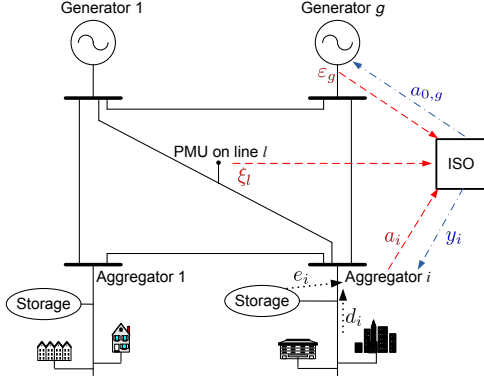 Generator 1
Generator g
ε_g
a_{0,g}
PMU on line l
ξ_l
ISO
a_i
y_i
Aggregator 1
Aggregator i
e_i
Storage
Storage
d_i